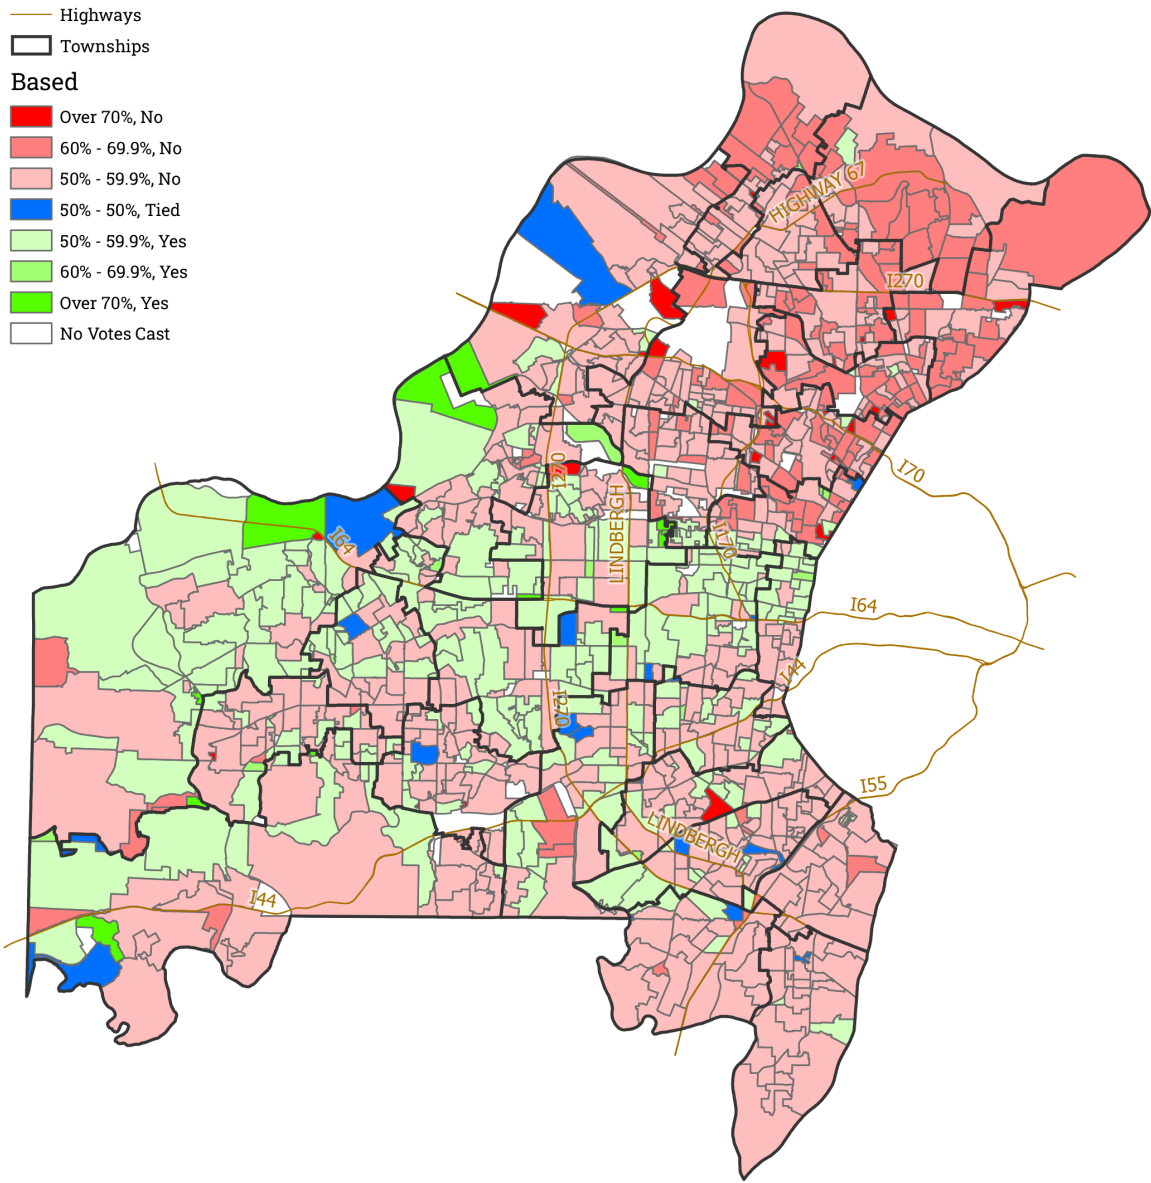 Highways
Townships
Based
Over 70%, No
60% - 69.9%, No
50% - 59.9%, No
50% - 50%, Tied
50% - 59.9%, Yes
60% - 69.9%, Yes
Over 70%, Yes
No Votes Cast
HIGHWAY 67
I270
I270
I70
LINDBERGH
I170
I64
I64
I44
I270
I55
LINDBERGH
I44